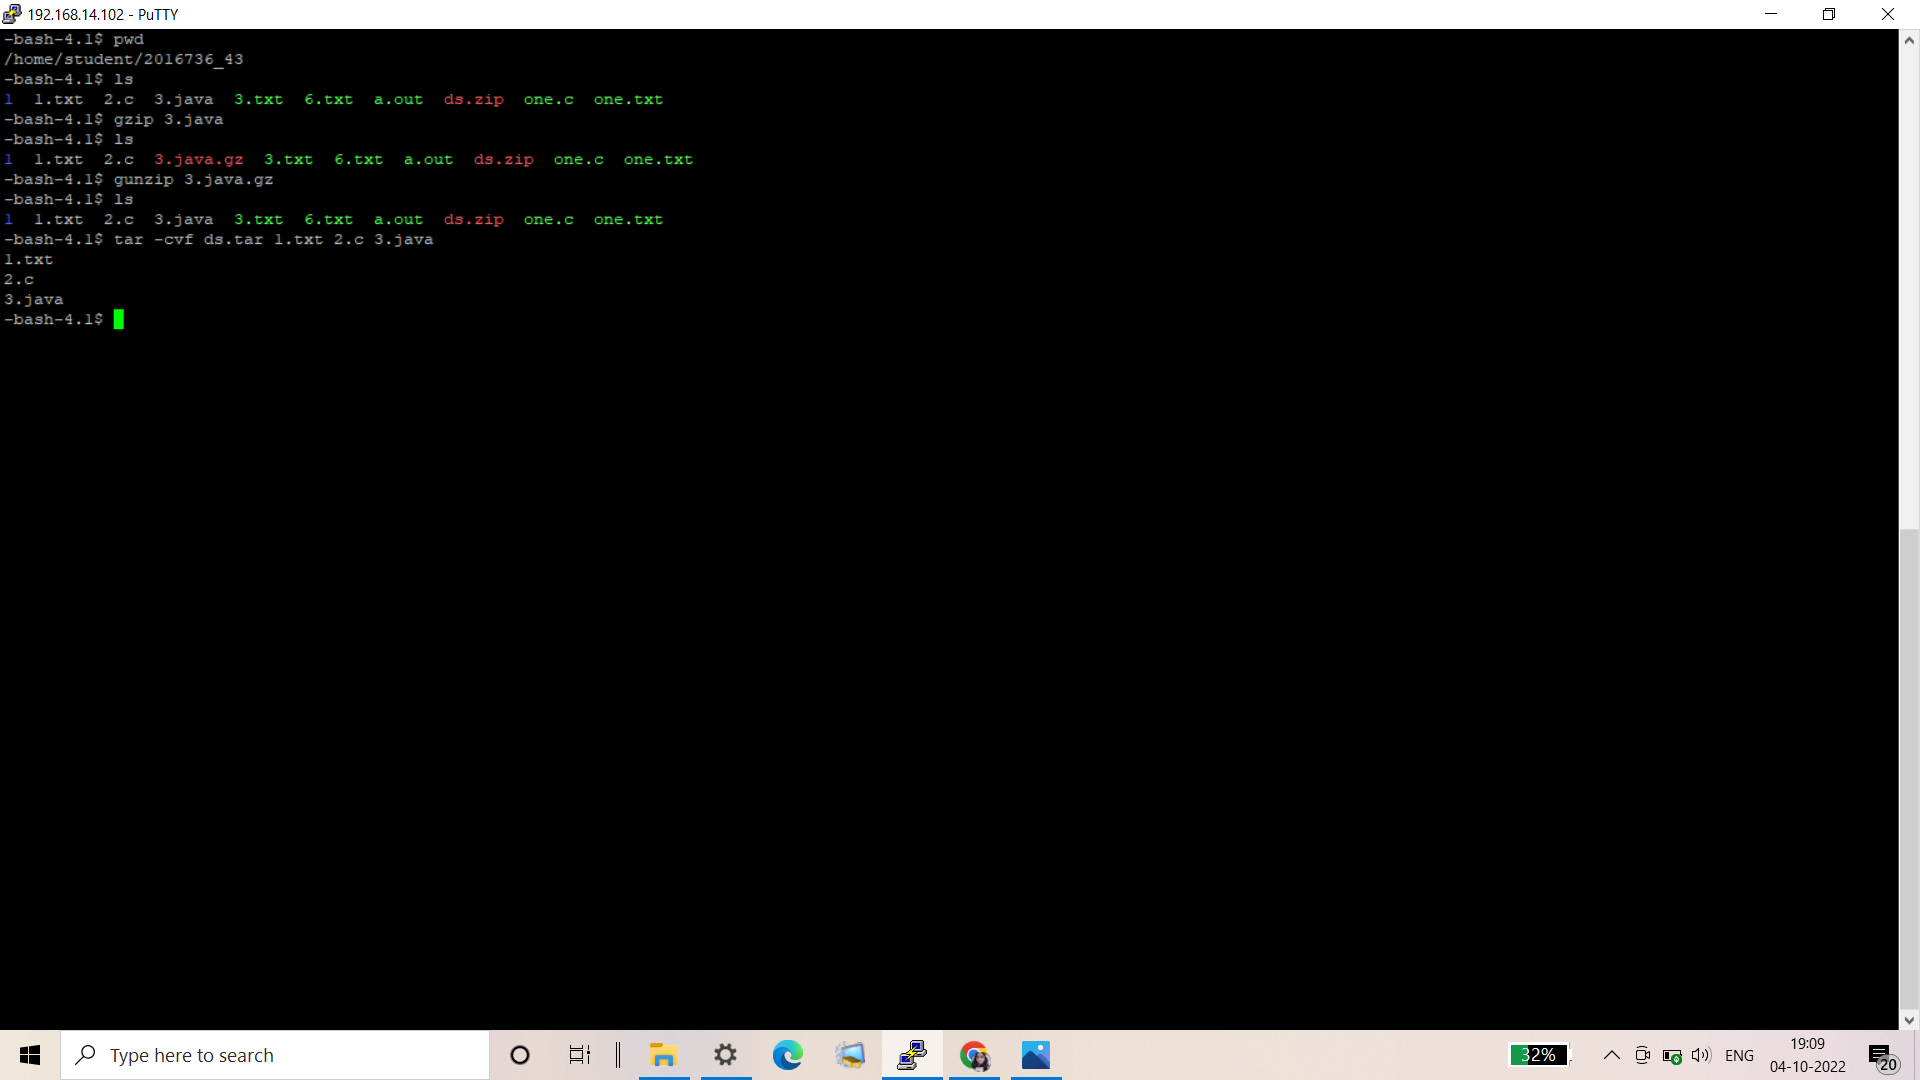 192.168.14.102 - PuTTY
-bash-4.1$ pwd
/home/student/2016736_43
-bash-4.1$ ls
1  1.txt  2.c  3.java  3.txt  6.txt  a.out  ds.zip  one.c  one.txt
-bash-4.1$ gzip 3.java
-bash-4.1$ ls
1  1.txt  2.c  3.java.gz  3.txt  6.txt  a.out  ds.zip  one.c  one.txt
-bash-4.1$ gunzip 3.java.gz
-bash-4.1$ ls
1  1.txt  2.c  3.java  3.txt  6.txt  a.out  ds.zip  one.c  one.txt
-bash-4.1$ tar -cvf ds.tar 1.txt 2.c 3.java
1.txt
2.c
3.java
-bash-4.1$
Type here to search
32%
ENG
19:09
04-10-2022
20